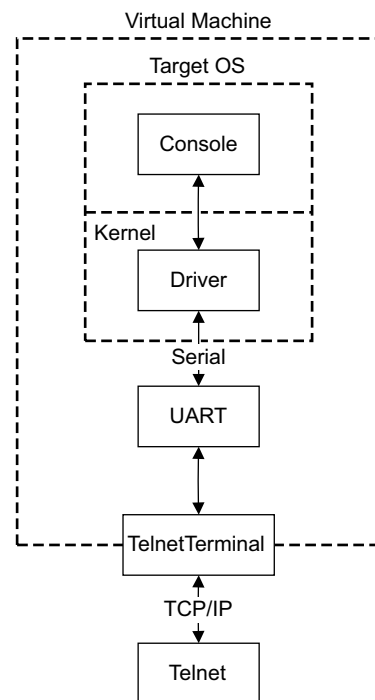 Virtual Machine
Target OS
Console
Kernel
Driver
Serial
UART
TelnetTerminal
TCP/IP
Telnet